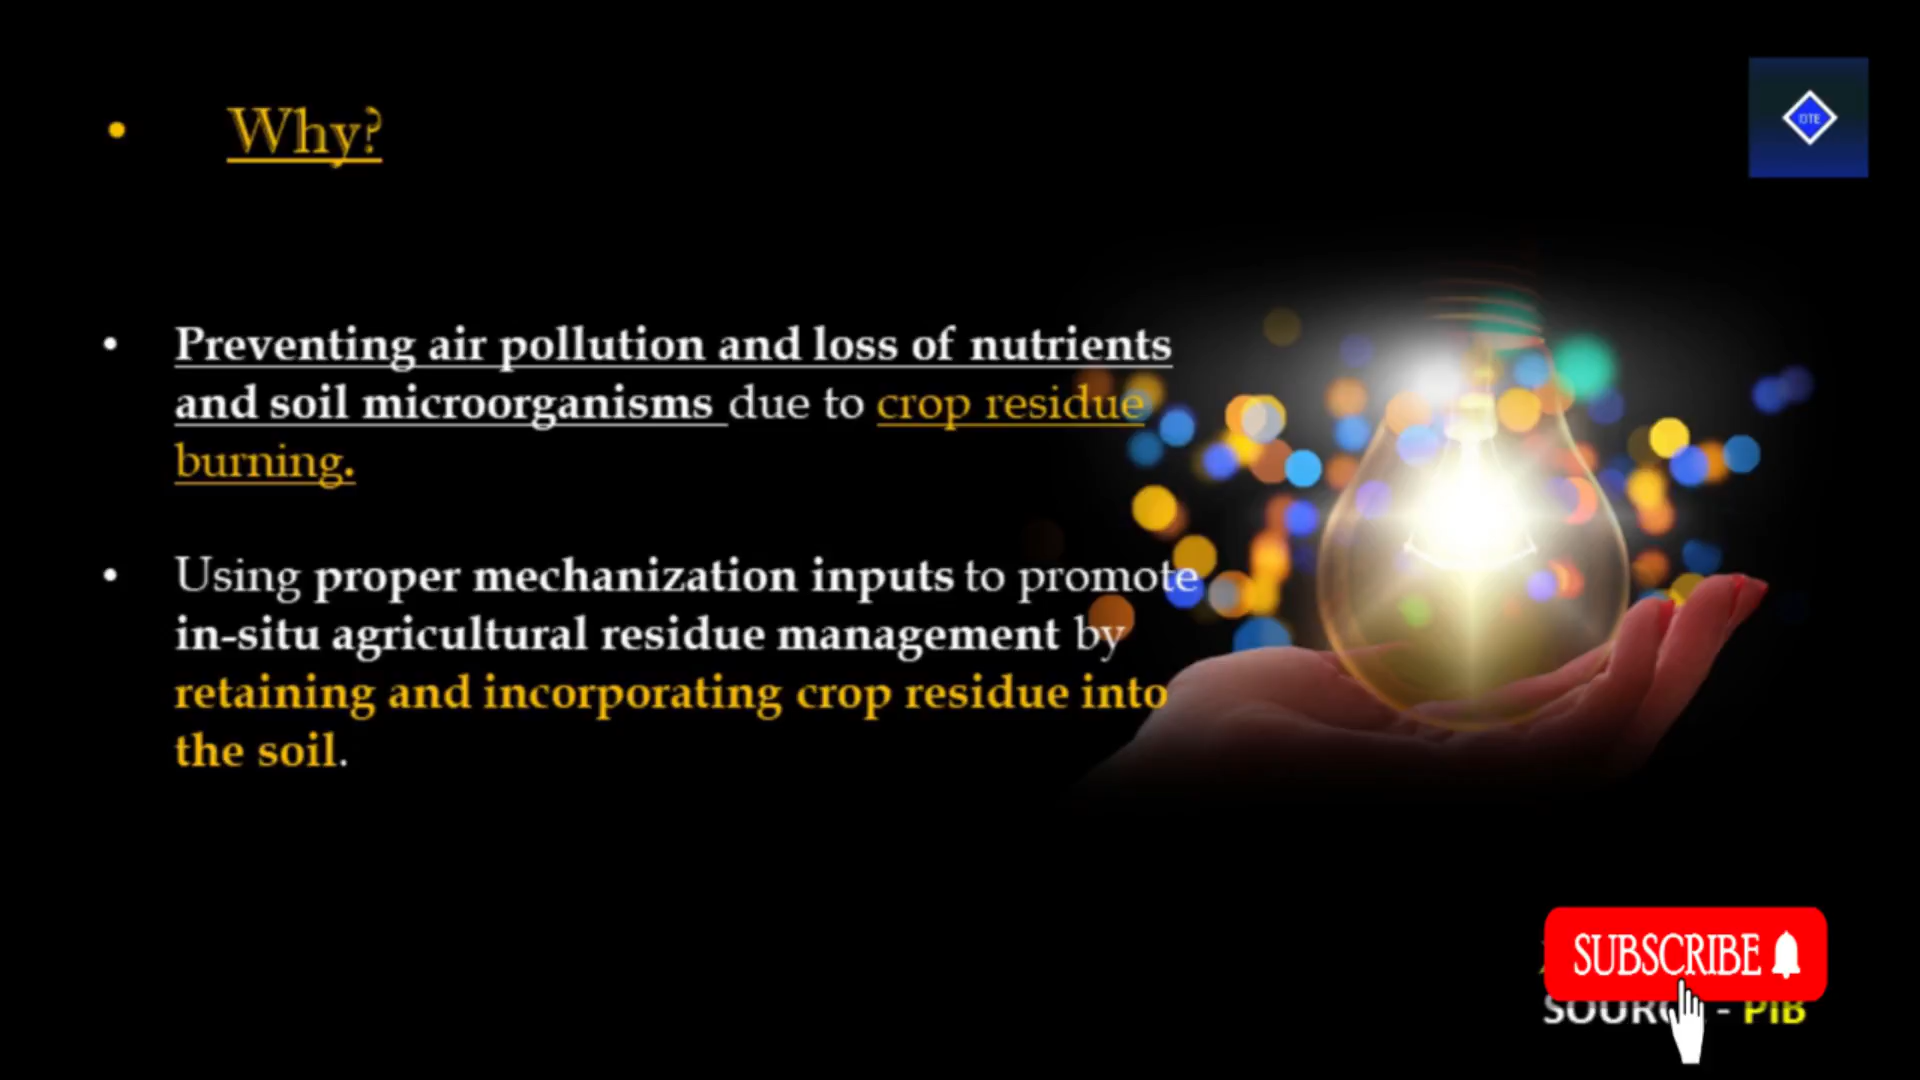 • Why?
DTE
• Preventing air pollution and loss of nutrients
and soil microorganisms due to crop residue
burning.
• Using proper mechanization inputs to promote
in-situ agricultural residue management by
retaining and incorporating crop residue into
the soil.
SUBSCRIBE
- PIB